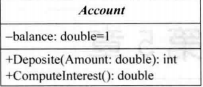 Account
−balance: double=1
+Deposite(Amount: double): int
+ComputeInterest(): double